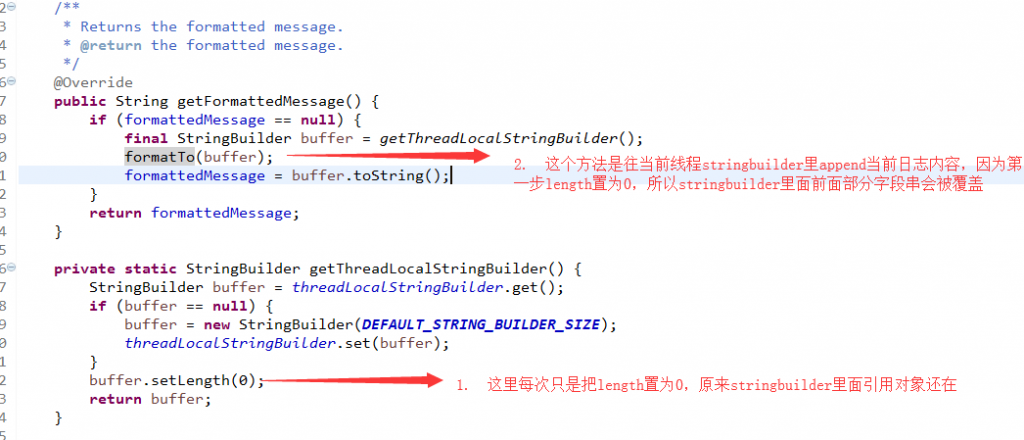 2 /**
3 * Returns the formatted message.
4 * @return the formatted message.
5 */
6 @Override
7 public String getFormattedMessage() {
8 if (formattedMessage == null) {
9 final StringBuilder buffer = getThreadLocalStringBuilder();
0 formatTo(buffer);
1 formattedMessage = buffer.toString();
2 }
3 return formattedMessage;
4 }
5
6 private static StringBuilder getThreadLocalStringBuilder() {
7 StringBuilder buffer = threadLocalStringBuilder.get();
8 if (buffer == null) {
9 buffer = new StringBuilder(DEFAULT_STRING_BUILDER_SIZE);
0 threadLocalStringBuilder.set(buffer);
1 }
2 buffer.setLength(0);
3 return buffer;
4 }
5
2. 这个方法是往当前线程stringbuilder里append当前日志内容，因为第
一步length置为0，所以stringbuilder里面前面部分字段串会被覆盖
1. 这里每次只是把length置为0，原来stringbuilder里面引用对象还在